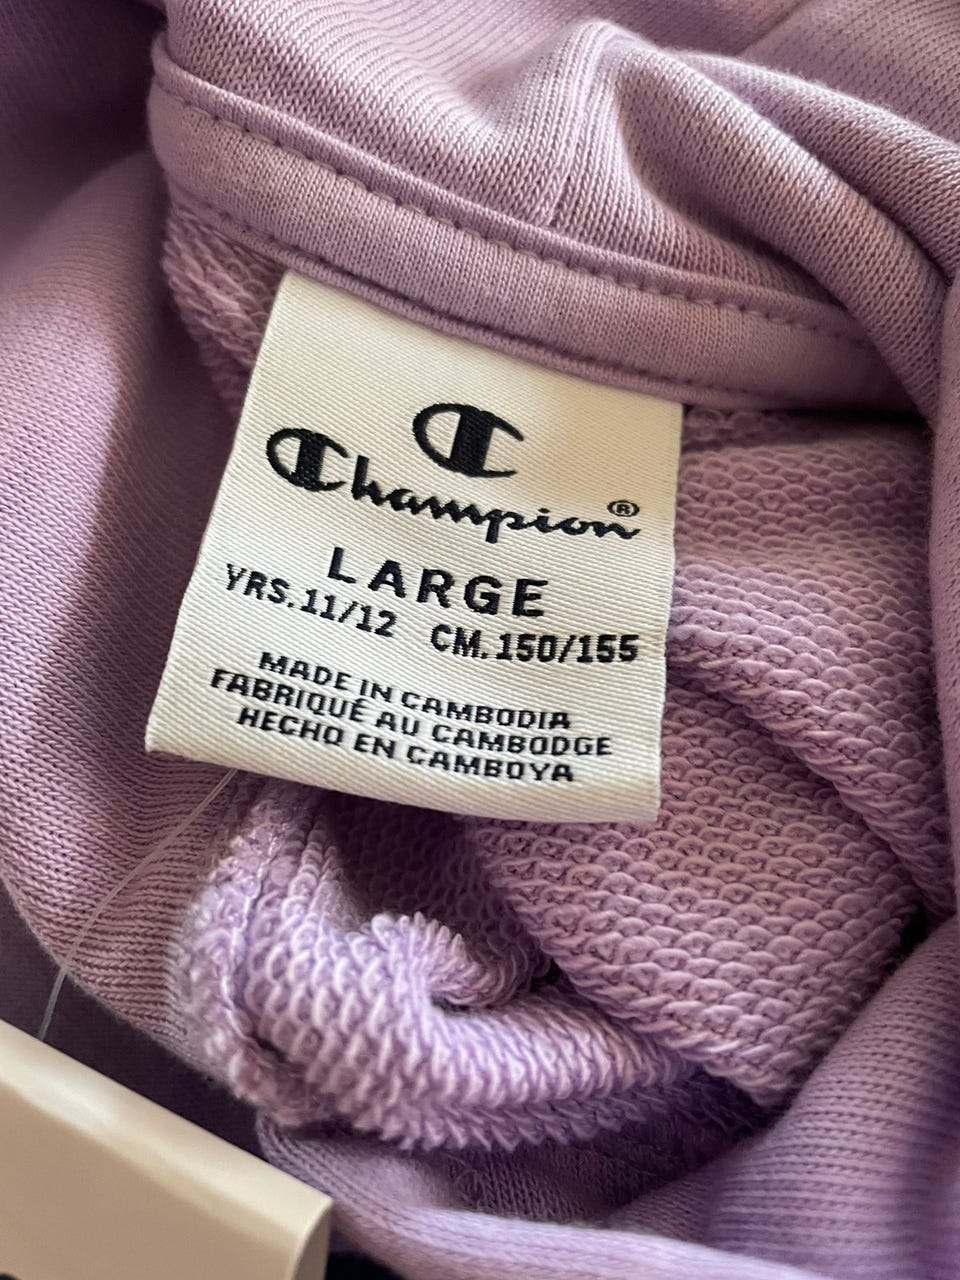 C
Champion®
LARGE
YRS.11/12 CM.150/155
MADE IN CAMBODIA
FABRIQUÉ AU CAMBODGE
HECHO EN CAMBOYA